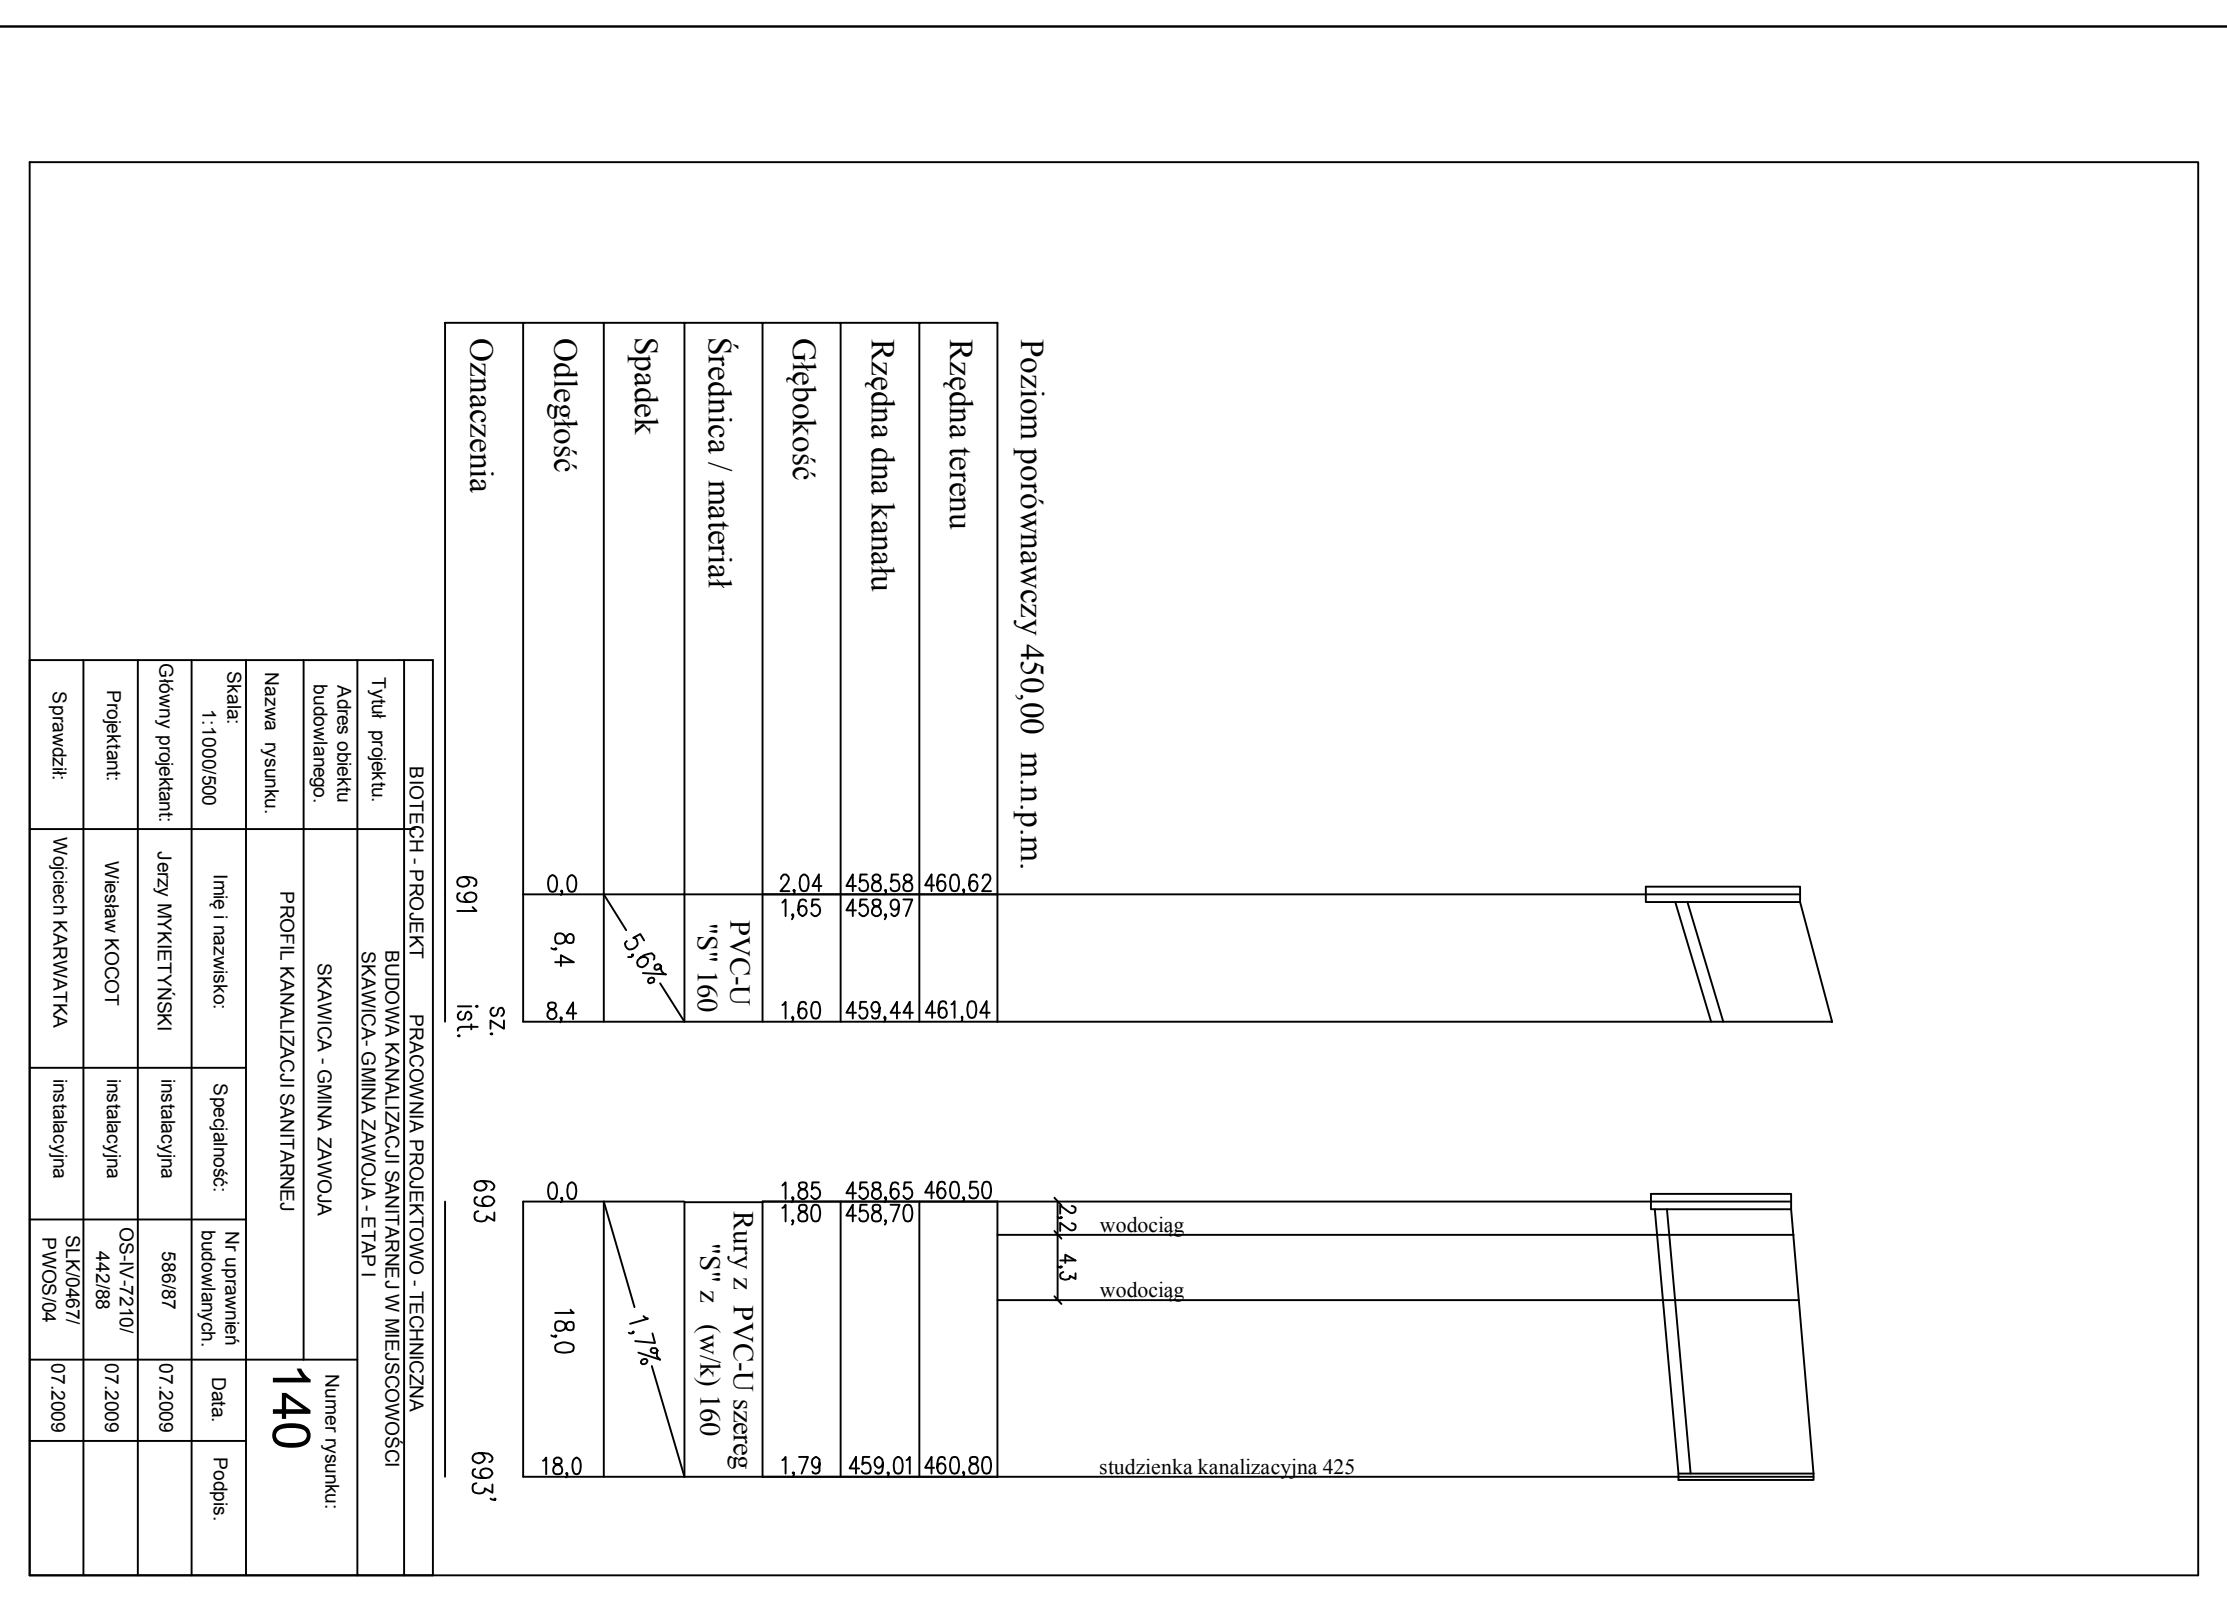 Poziom porównawczy 450,00 m.n.p.m.
wodociąg
wodociąg
studzienka kanalizacyjna 425
2,2 4,3
Rzędna terenu 460,62 461,04 460,50 460,80
Rzędna dna kanału 458,58 458,97 459,44 458,65 458,70 459,01
Głębokość 2,04 1,65 1,60 1,85 1,80 1,79
Średnica / materiał
PVC-U
"S" 160
Rury z PVC-U szereg
"S" z (w/k) 160
Spadek 5,6% 1,7%
Odległość 0,0 8,4 8,4 0,0 18,0 18,0
Oznaczenia 691
sz.
ist.
693 693'
BIOTECH - PROJEKT PRACOWNIA PROJEKTOWO - TECHNICZNA
Tytuł projektu.
BUDOWA KANALIZACJI SANITARNEJ W MIEJSCOWOŚCI
SKAWICA- GMINA ZAWOJA - ETAP I
Adres obiektu
budowlanego.
SKAWICA - GMINA ZAWOJA
Numer rysunku:
140
Nazwa rysunku.
PROFIL KANALIZACJI SANITARNEJ
Skala:
1:1000/500
Imię i nazwisko:
Specjalność:
Nr uprawnień
budowlanych.
Data.
Podpis.
Główny projektant: Jerzy MYKIETYŃSKI instalacyjna 586/87 07.2009
Projektant: Wiesław KOCOT instalacyjna
OS-IV-7210/
442/88
07.2009
Sprawdził: Wojciech KARWATKA instalacyjna
SLK/0467/
PWOS/04
07.2009